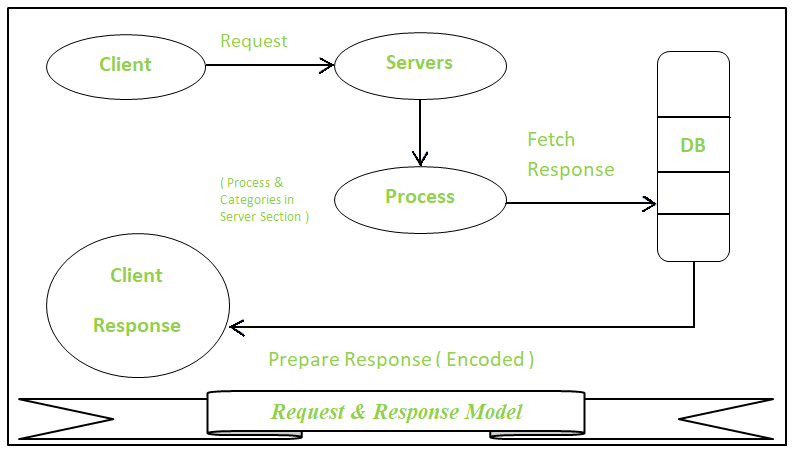 Request
Client
Servers
Fetch
Response
DB
( Process &
Categories in
Server Section )
Process
Client
Response
Prepare Response ( Encoded )
Request & Response Model